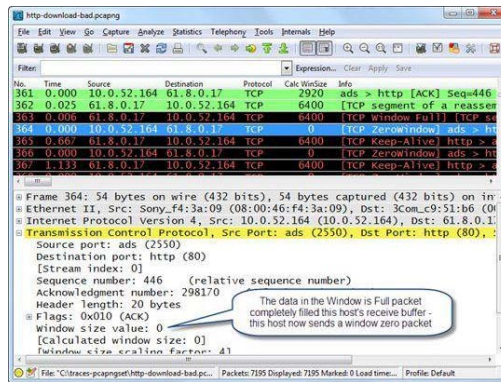 http-download-bad.pcapng
File Edit View Go Capture Analyze Statistics Telephony Tools Internals Help
Filter: Expression... Clear Apply Save
No. Time Source Destination Protocol Calc WinSize Info
361 0.000 10.0.52.164 61.8.0.17 TCP 2920 ads > http [ACK] Seq=446
362 0.025 61.8.0.17 10.0.52.164 TCP 6400 [TCP segment of a reassem
363 0.006 61.8.0.17 10.0.52.164 TCP 6400 [TCP Window Full] [TCP se
364 0.000 10.0.52.164 61.8.0.17 TCP 0 [TCP ZeroWindow] ads > ht
365 0.667 61.8.0.17 10.0.52.164 TCP 6400 [TCP Keep-Alive] http > a
366 0.000 10.0.52.164 61.8.0.17 TCP 0 [TCP ZeroWindow] ads > ht
367 1.133 61.8.0.17 10.0.52.164 TCP 6400 [TCP Keep-Alive] http > a
Frame 364: 54 bytes on wire (432 bits), 54 bytes captured (432 bits) on in
Ethernet II, Src: Sony_f4:3a:09 (08:00:46:f4:3a:09), Dst: 3Com_c9:51:b6 (00
Internet Protocol Version 4, Src: 10.0.52.164 (10.0.52.164), Dst: 61.8.0.1
Transmission Control Protocol, Src Port: ads (2550), Dst Port: http (80),
Source port: ads (2550)
Destination port: http (80)
[Stream index: 0]
Sequence number: 446 (relative sequence number)
Acknowledgment number: 298170
Header length: 20 bytes
Flags: 0x010 (ACK)
Window size value: 0
[Calculated window size: 0]
[Window size scaling factor: 4]
The data in the Window is Full packet
completely filled this host's receive buffer -
this host now sends a window zero packet
File: "C:\traces-pcapngset\http-download-bad.pc... Packets: 7195 Displayed: 7195 Marked: 0 Load time:... Profile: Default